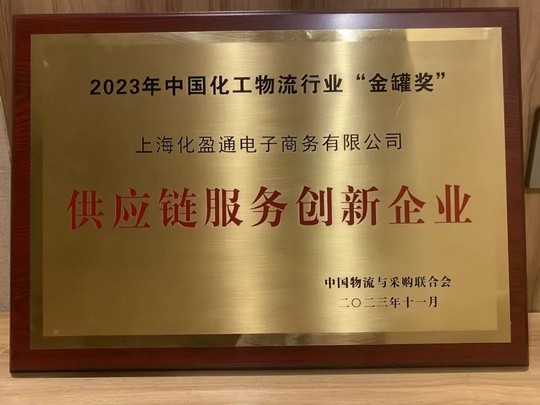 2023年中国化工物流行业“金罐奖”
上海化盈通电子商务有限公司
供应链服务创新企业
中国物流与采购联合会
二〇二三年十一月